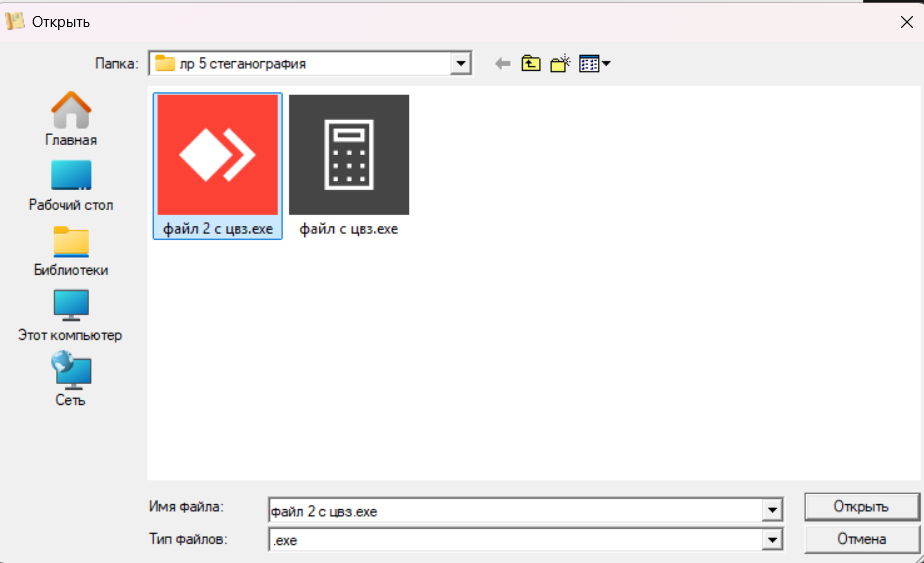 Открыть
Папка:
лр 5 стеганография
Главная
Рабочий стол
Библиотеки
Этот компьютер
Сеть
файл 2 с цвз.exe
файл с цвз.exe
Имя файла:
файл 2 с цвз.exe
Открыть
Тип файлов:
.exe
Отмена